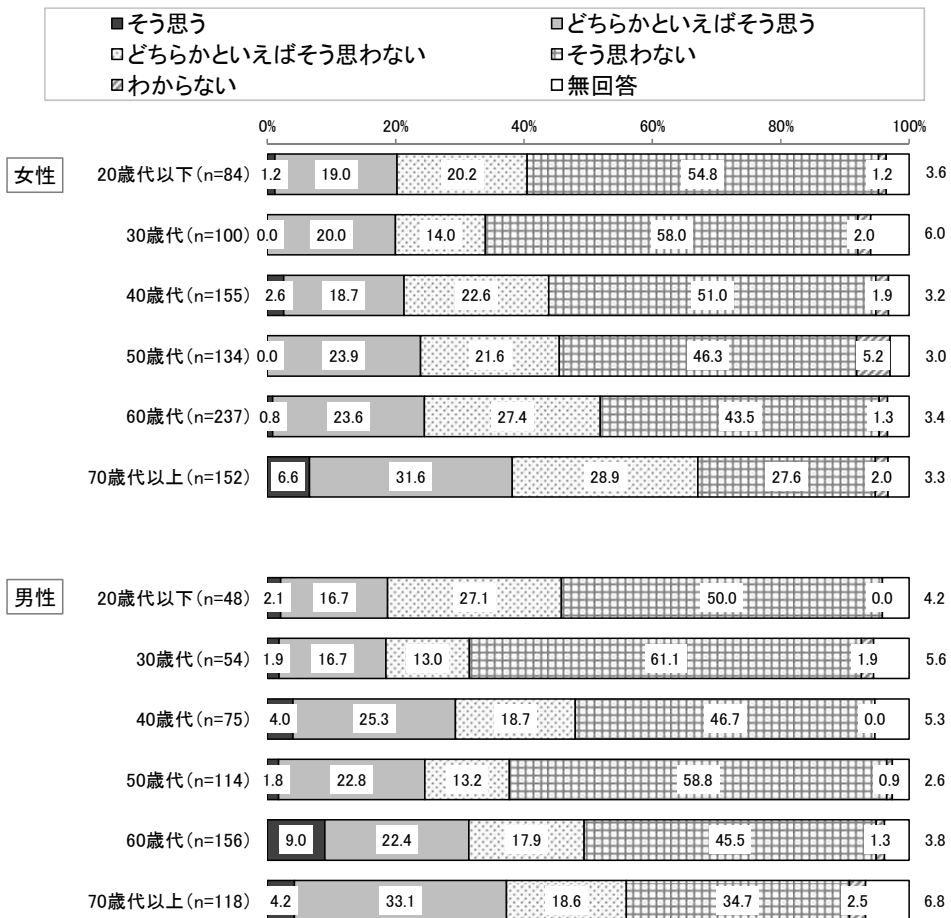 ■そう思う ■どちらかといえばそう思う
□どちらかといえばそう思わない □そう思わない
□わからない □無回答
0% 20% 40% 60% 80% 100%
女性 20歳代以下(n=84) 1.2 19.0 20.2 54.8 1.2 3.6
30歳代(n=100) 0.0 20.0 14.0 58.0 2.0 6.0
40歳代(n=155) 2.6 18.7 22.6 51.0 1.9 3.2
50歳代(n=134) 0.0 23.9 21.6 46.3 5.2 3.0
60歳代(n=237) 0.8 23.6 27.4 43.5 1.3 3.4
70歳代以上(n=152) 6.6 31.6 28.9 27.6 2.0 3.3
男性 20歳代以下(n=48) 2.1 16.7 27.1 50.0 0.0 4.2
30歳代(n=54) 1.9 16.7 13.0 61.1 1.9 5.6
40歳代(n=75) 4.0 25.3 18.7 46.7 0.0 5.3
50歳代(n=114) 1.8 22.8 13.2 58.8 0.9 2.6
60歳代(n=156) 9.0 22.4 17.9 45.5 1.3 3.8
70歳代以上(n=118) 4.2 33.1 18.6 34.7 2.5 6.8